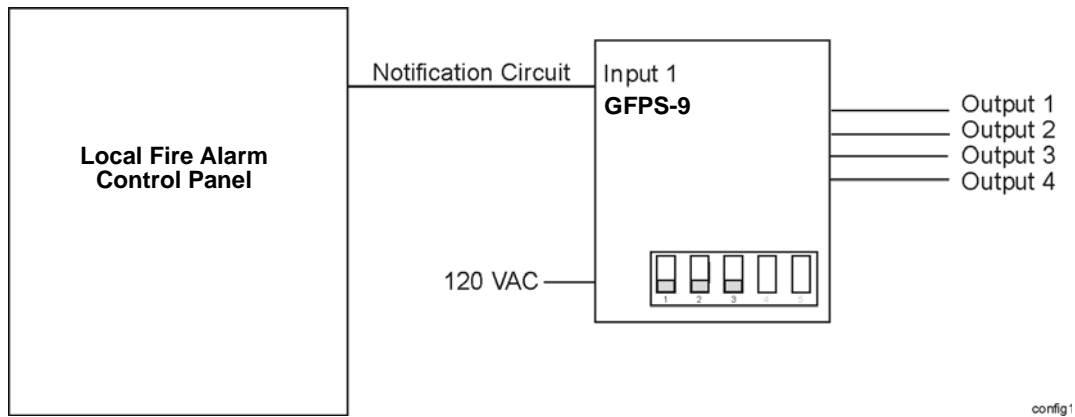 Local Fire Alarm
Control Panel
Notification Circuit
Input 1
GFPS-9
Output 1
Output 2
Output 3
Output 4
120 VAC
1 2 3 4 5
config1